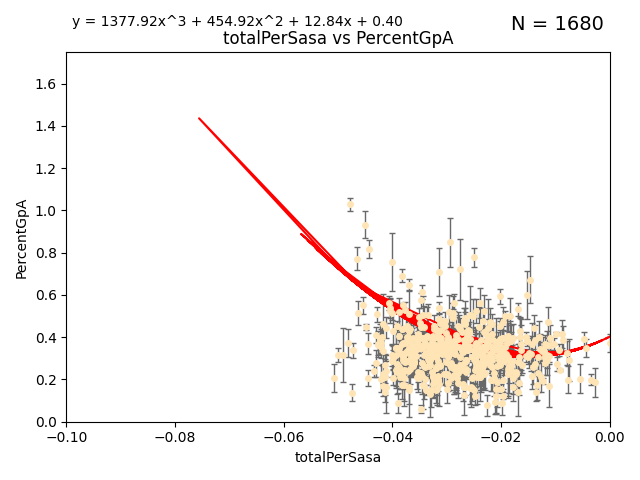 y = 1377.92x^3 + 454.92x^2 + 12.84x + 0.40
N = 1680
totalPerSasa vs PercentGpA
1.6
1.4
1.2
1.0
0.8
0.6
0.4
0.2
0.0
PercentGpA
−0.10 −0.08 −0.06 −0.04 −0.02 0.00
totalPerSasa